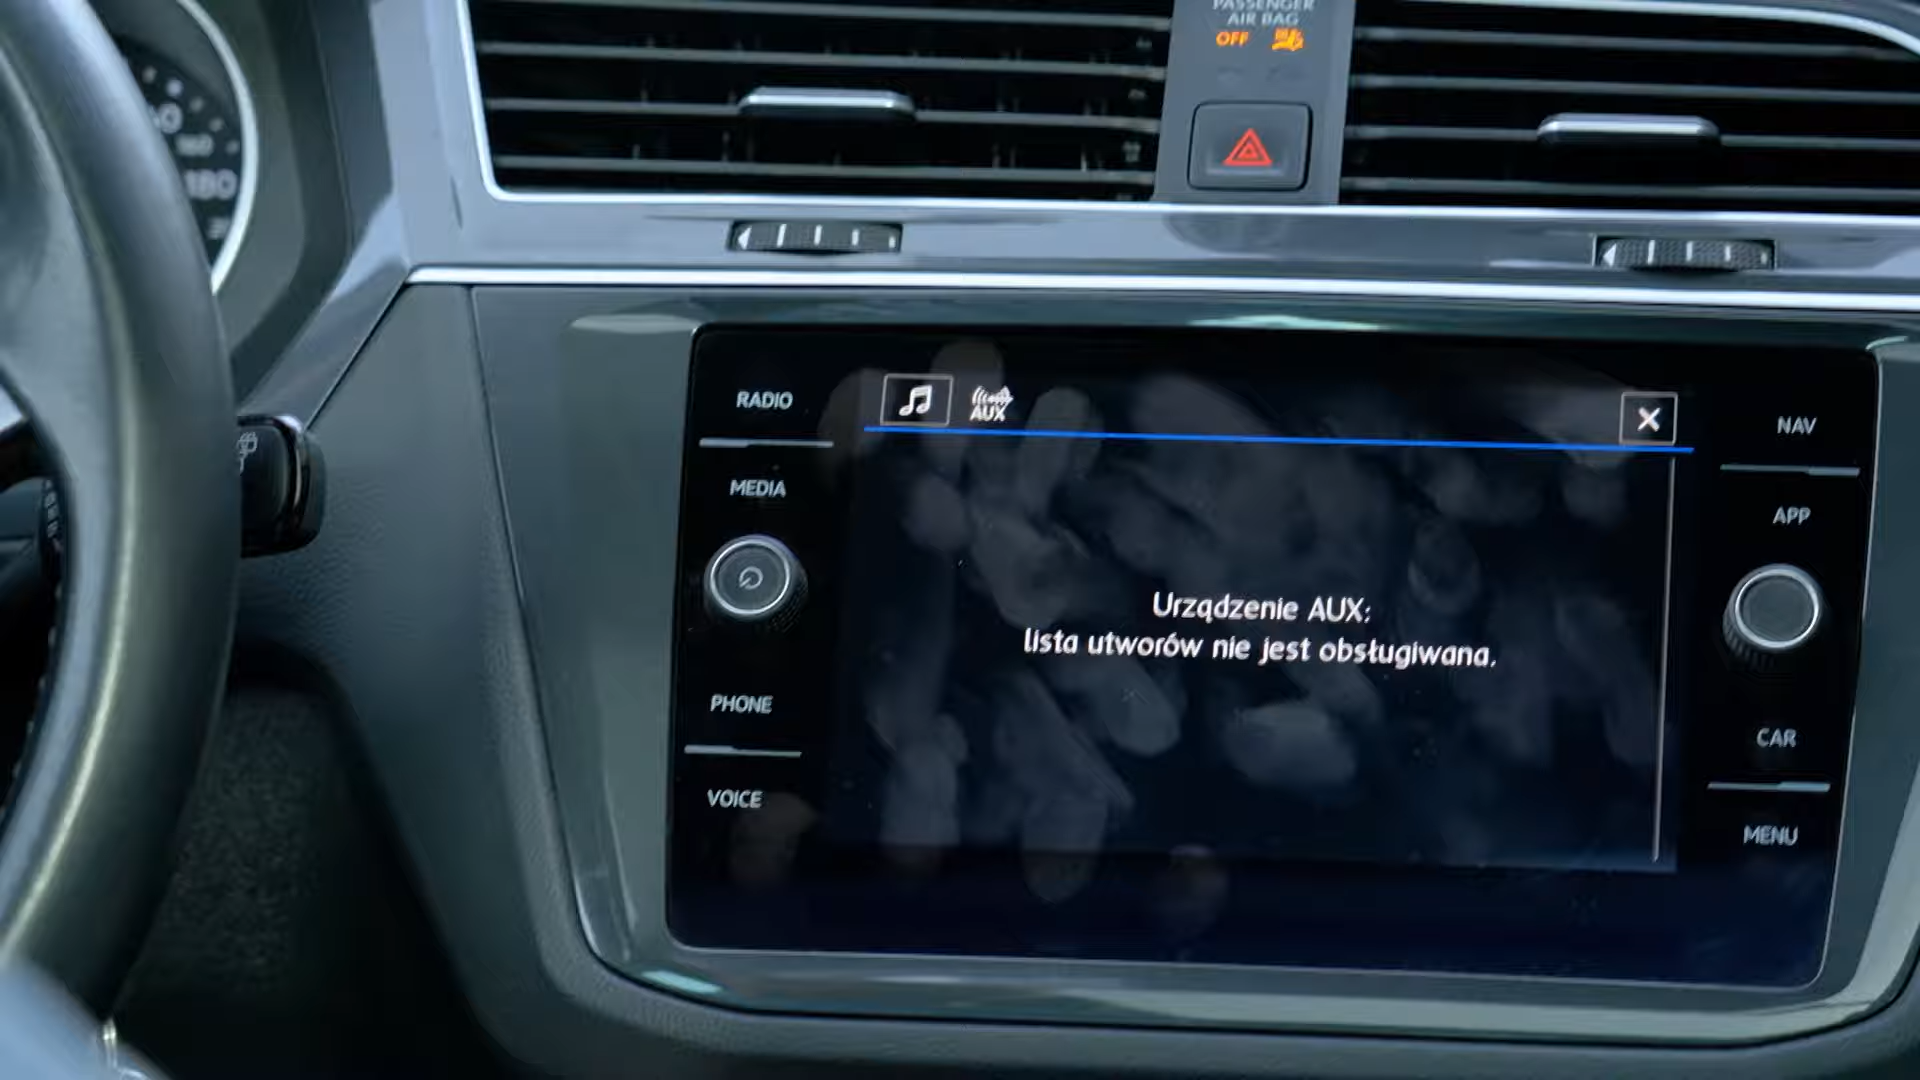 PASSENGER
AIR BAG
OFF
180
RADIO
MEDIA
PHONE
VOICE
AUX
NAV
APP
CAR
MENU
Urządzenie AUX:
lista utworów nie jest obsługiwana.